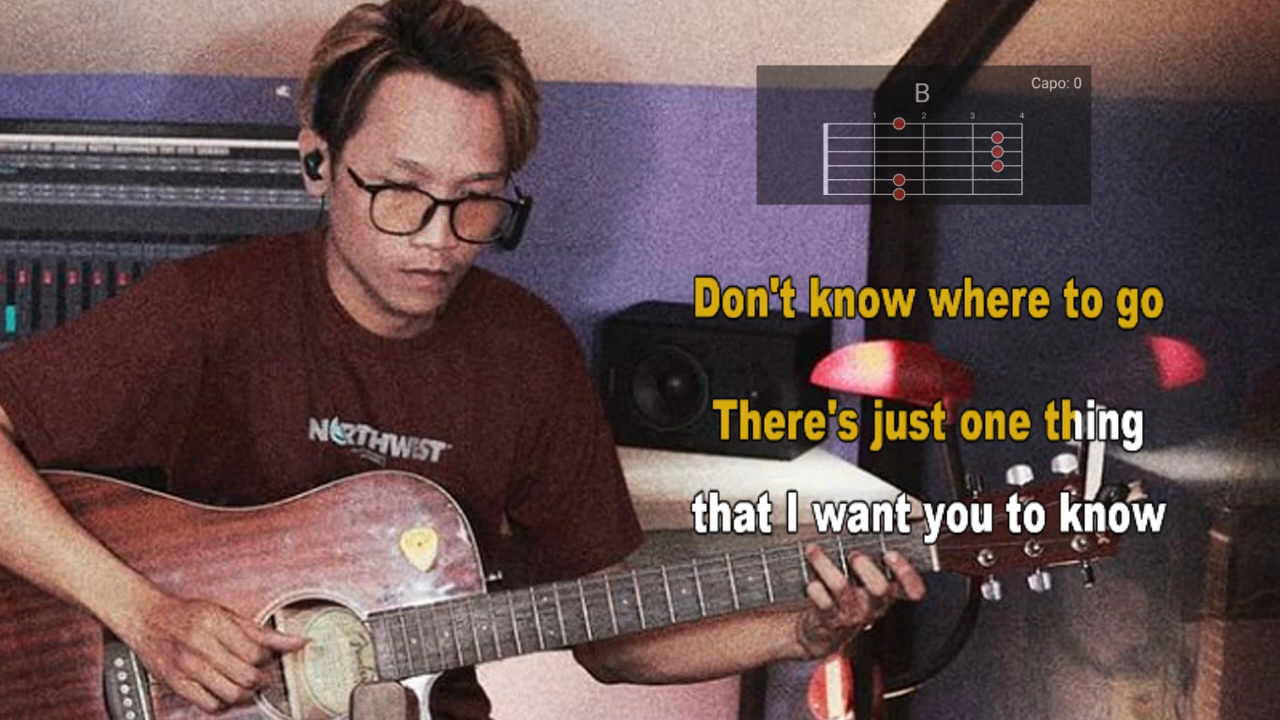 Capo: 0
B
1 2 3 4
Don't know where to go
There's just one thing
that I want you to know
NORTHWEST